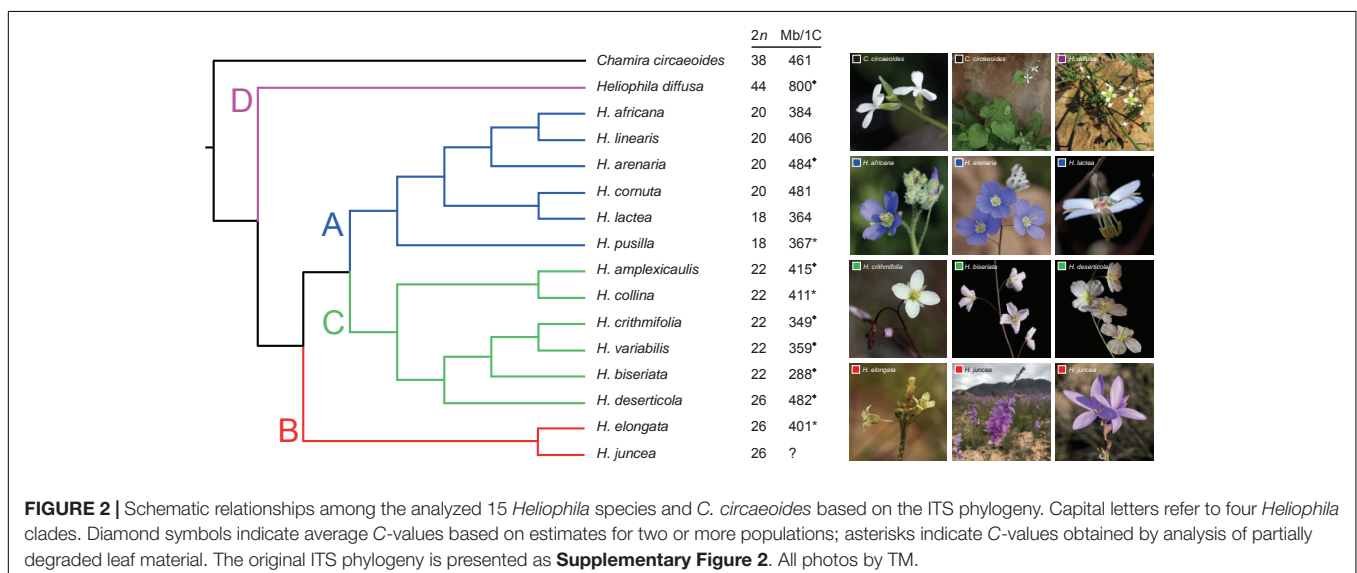 2n Mb/1C
Chamira circaeoides 38 461
Heliophila diffusa 44 800◆
H. africana 20 384
H. linearis 20 406
H. arenaria 20 484◆
H. cornuta 20 481
H. lactea 18 364
H. pusilla 18 367*
H. amplexicaulis 22 415◆
H. collina 22 411*
H. crithmifolia 22 349◆
H. variabilis 22 359◆
H. biseriata 22 288◆
H. deserticola 26 482◆
H. elongata 26 401*
H. juncea 26 ?
D
A
C
B
C. circaeoides
C. circaeoides
H. diffusa
H. africana
H. arenaria
H. lactea
H. crithmifolia
H. biseriata
H. deserticola
H. elongata
H. juncea
H. juncea
FIGURE 2 | Schematic relationships among the analyzed 15 Heliophila species and C. circaeoides based on the ITS phylogeny. Capital letters refer to four Heliophila
clades. Diamond symbols indicate average C-values based on estimates for two or more populations; asterisks indicate C-values obtained by analysis of partially
degraded leaf material. The original ITS phylogeny is presented as Supplementary Figure 2. All photos by TM.